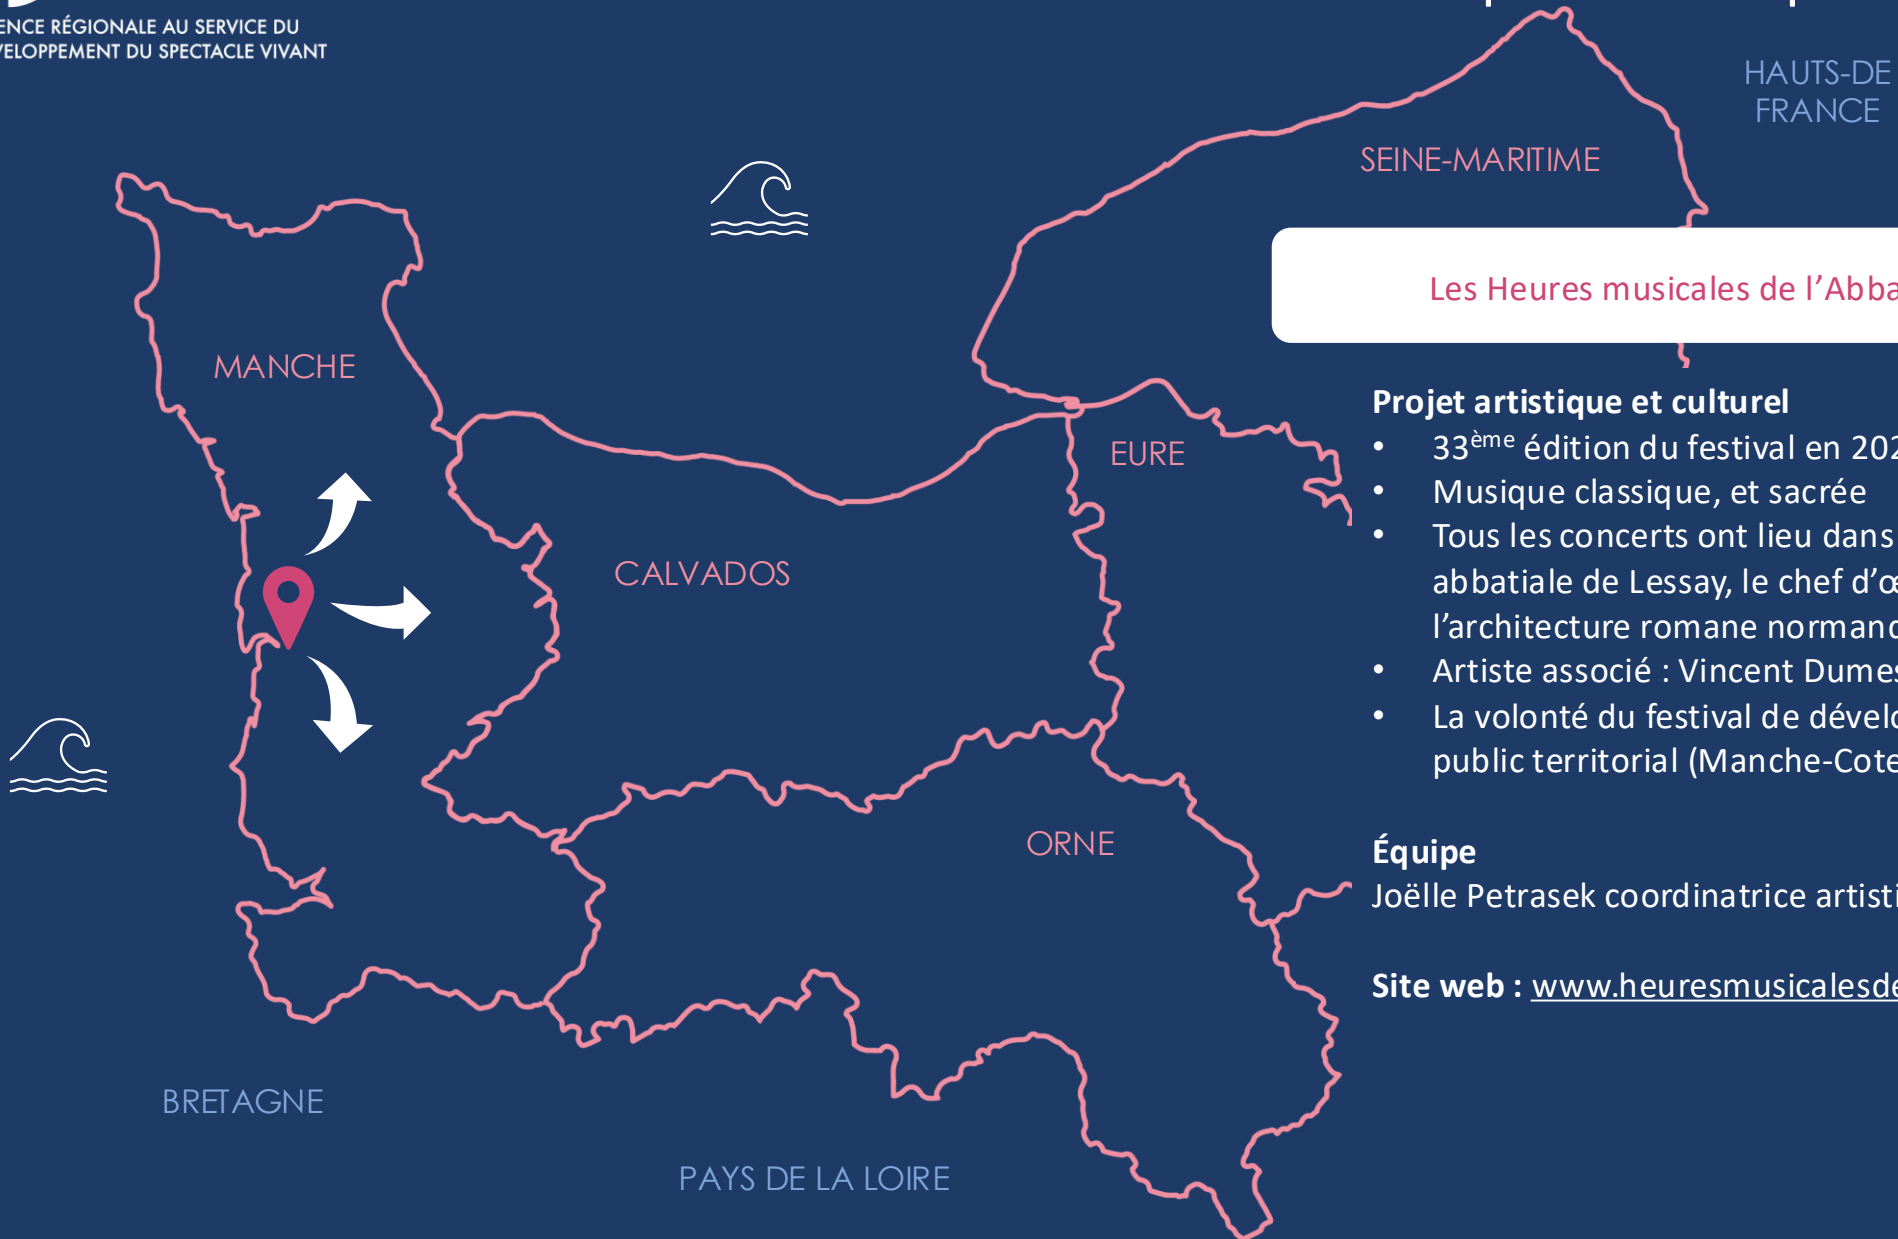 ENCE RÉGIONALE AU SERVICE DU
VELOPPEMENT DU SPECTACLE VIVANT
HAUTS-DE
FRANCE
SEINE-MARITIME
Les Heures musicales de l’Abba
MANCHE
Projet artistique et culturel
• 33ème édition du festival en 202
EURE
• Musique classique, et sacrée
• Tous les concerts ont lieu dans
CALVADOS
abbatiale de Lessay, le chef d’œ
l’architecture romane normand
• Artiste associé : Vincent Dumes
• La volonté du festival de dévelo
public territorial (Manche-Cote
ORNE
Équipe
Joëlle Petrasek coordinatrice artisti
Site web : www.heuresmusicalesde
BRETAGNE
PAYS DE LA LOIRE